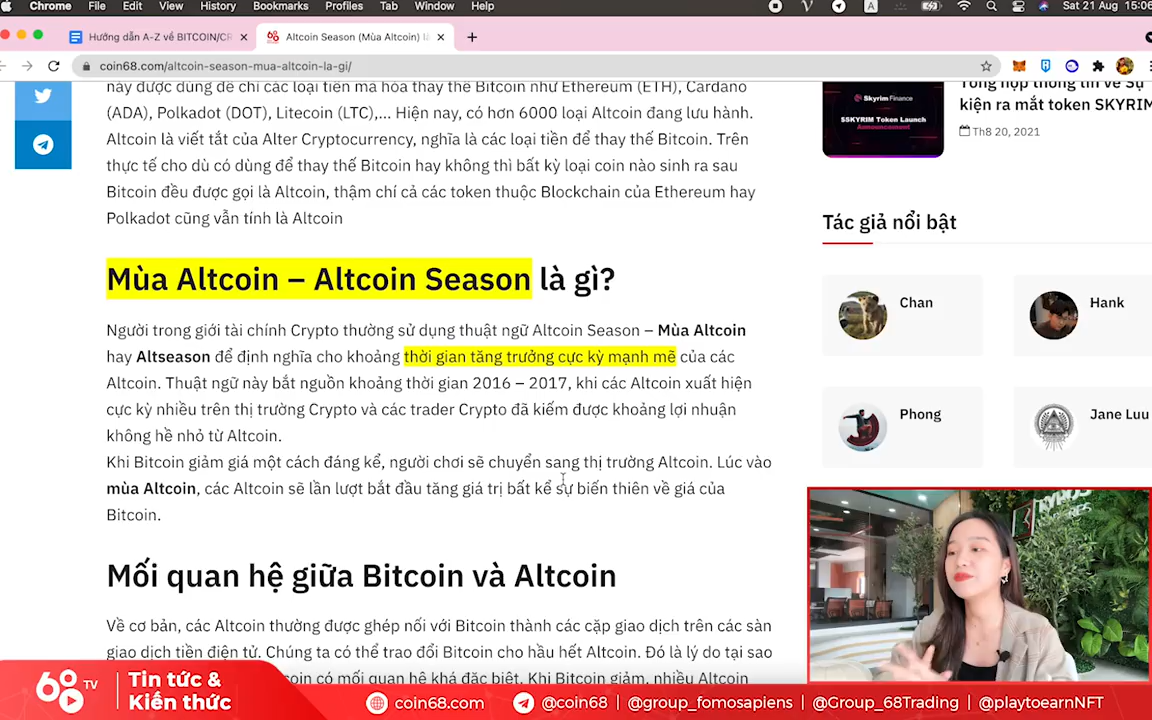 Chrome File Edit View History Bookmarks Profiles Tab Window Help
A
Sat 21 Aug 15:06
Hướng dẫn A-Z về BITCOIN/CR
Altcoin Season (Mùa Altcoin) là
coin68.com/altcoin-season-mua-altcoin-la-gi/
này được dùng để chỉ các loại tiền mã hóa thay thế Bitcoin như Ethereum (ETH), Cardano
(ADA), Polkadot (DOT), Litecoin (LTC),... Hiện nay, có hơn 6000 loại Altcoin đang lưu hành.
Altcoin là viết tắt của Alter Cryptocurrency, nghĩa là các loại tiền để thay thế Bitcoin. Trên
thực tế cho dù có dùng để thay thế Bitcoin hay không thì bất kỳ loại coin nào sinh ra sau
Bitcoin đều được gọi là Altcoin, thậm chí cả các token thuộc Blockchain của Ethereum hay
Polkadot cũng vẫn tính là Altcoin
Mùa Altcoin – Altcoin Season là gì?
Người trong giới tài chính Crypto thường sử dụng thuật ngữ Altcoin Season – Mùa Altcoin
hay Altseason để định nghĩa cho khoảng thời gian tăng trưởng cực kỳ mạnh mẽ của các
Altcoin. Thuật ngữ này bắt nguồn khoảng thời gian 2016 – 2017, khi các Altcoin xuất hiện
cực kỳ nhiều trên thị trường Crypto và các trader Crypto đã kiếm được khoảng lợi nhuận
không hề nhỏ từ Altcoin.
Khi Bitcoin giảm giá một cách đáng kể, người chơi sẽ chuyển sang thị trường Altcoin. Lúc vào
mùa Altcoin, các Altcoin sẽ lần lượt bắt đầu tăng giá trị bất kể sự biến thiên về giá của
Bitcoin.
Mối quan hệ giữa Bitcoin và Altcoin
Về cơ bản, các Altcoin thường được ghép nối với Bitcoin thành các cặp giao dịch trên các sàn
giao dịch tiền điện tử. Chúng ta có thể trao đổi Bitcoin cho hầu hết Altcoin. Đó là lý do tại sao
coin có mối quan hệ khá đặc biệt. Khi Bitcoin giảm, nhiều Altcoin
Skyrim Finance
$SKYRIM Token Launch
Announcement
Tổng hợp thông tin về Sự
kiện ra mắt token SKYRIM
Th8 20, 2021
Tác giả nổi bật
Chan
Hank
Phong
Jane Luu
68 TV
Tin tức &
Kiến thức
coin68.com
@coin68 | @group_fomosapiens | @Group_68Trading | @playtoearnNFT